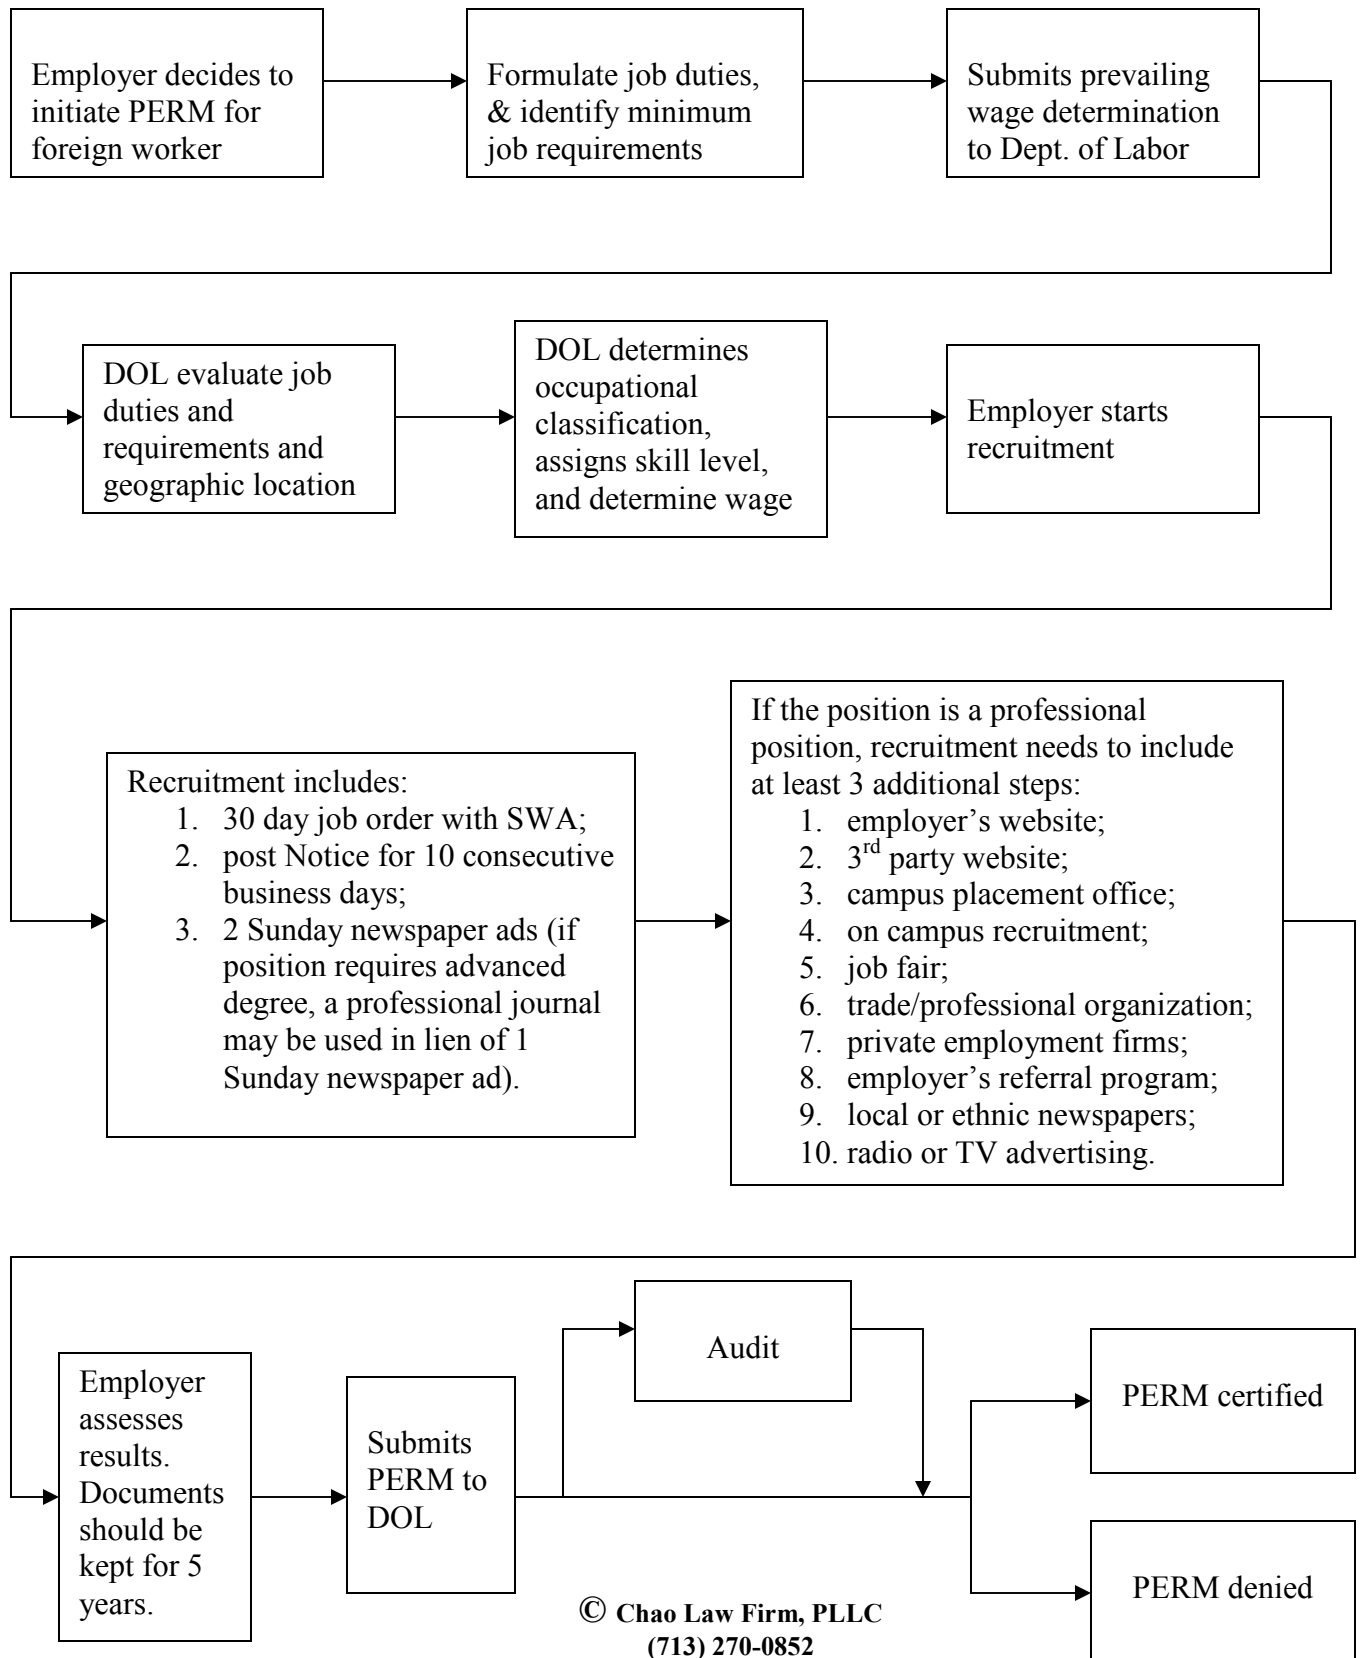 Employer decides to
initiate PERM for
foreign worker
Formulate job duties,
& identify minimum
job requirements
Submits prevailing
wage determination
to Dept. of Labor
DOL evaluate job
duties and
requirements and
geographic location
DOL determines
occupational
classification,
assigns skill level,
and determine wage
Employer starts
recruitment
Recruitment includes:
1. 30 day job order with SWA;
2. post Notice for 10 consecutive
business days;
3. 2 Sunday newspaper ads (if
position requires advanced
degree, a professional journal
may be used in lien of 1
Sunday newspaper ad).
If the position is a professional
position, recruitment needs to include
at least 3 additional steps:
1. employer’s website;
2. 3rd party website;
3. campus placement office;
4. on campus recruitment;
5. job fair;
6. trade/professional organization;
7. private employment firms;
8. employer’s referral program;
9. local or ethnic newspapers;
10. radio or TV advertising.
Employer
assesses
results.
Documents
should be
kept for 5
years.
Submits
PERM to
DOL
Audit
PERM certified
PERM denied
© Chao Law Firm, PLLC
(713) 270-0852